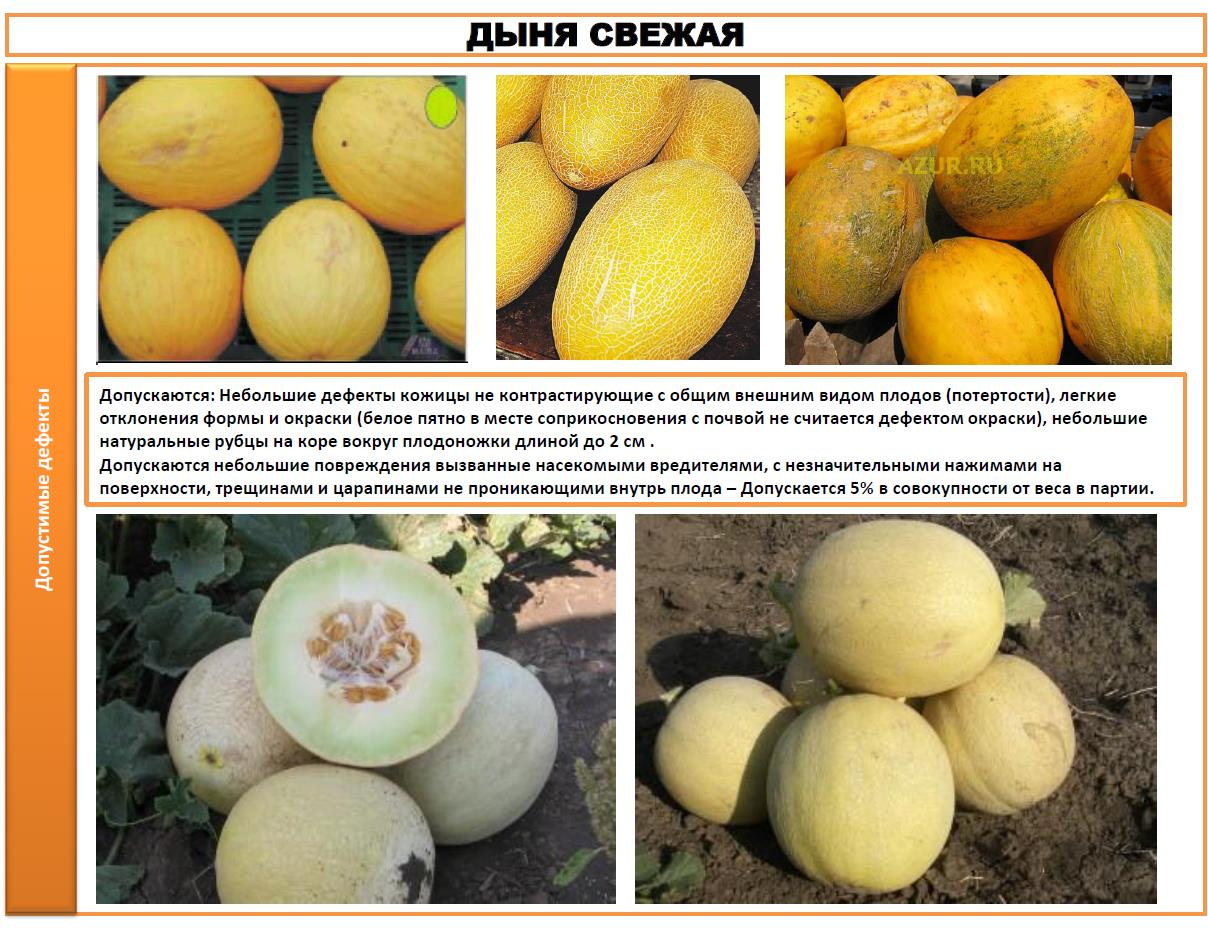 ДЫНЯ СВЕЖАЯ
AZUR.RU
Допустимые дефекты
Допускаются: Небольшие дефекты кожицы не контрастирующие с общим внешним видом плодов (потертости), легкие
отклонения формы и окраски (белое пятно в месте соприкосновения с почвой не считается дефектом окраски), небольшие
натуральные рубцы на коре вокруг плодоножки длиной до 2 см .
Допускаются небольшие повреждения вызванные насекомыми вредителями, с незначительными нажимами на
поверхности, трещинами и царапинами не проникающими внутрь плода – Допускается 5% в совокупности от веса в партии.